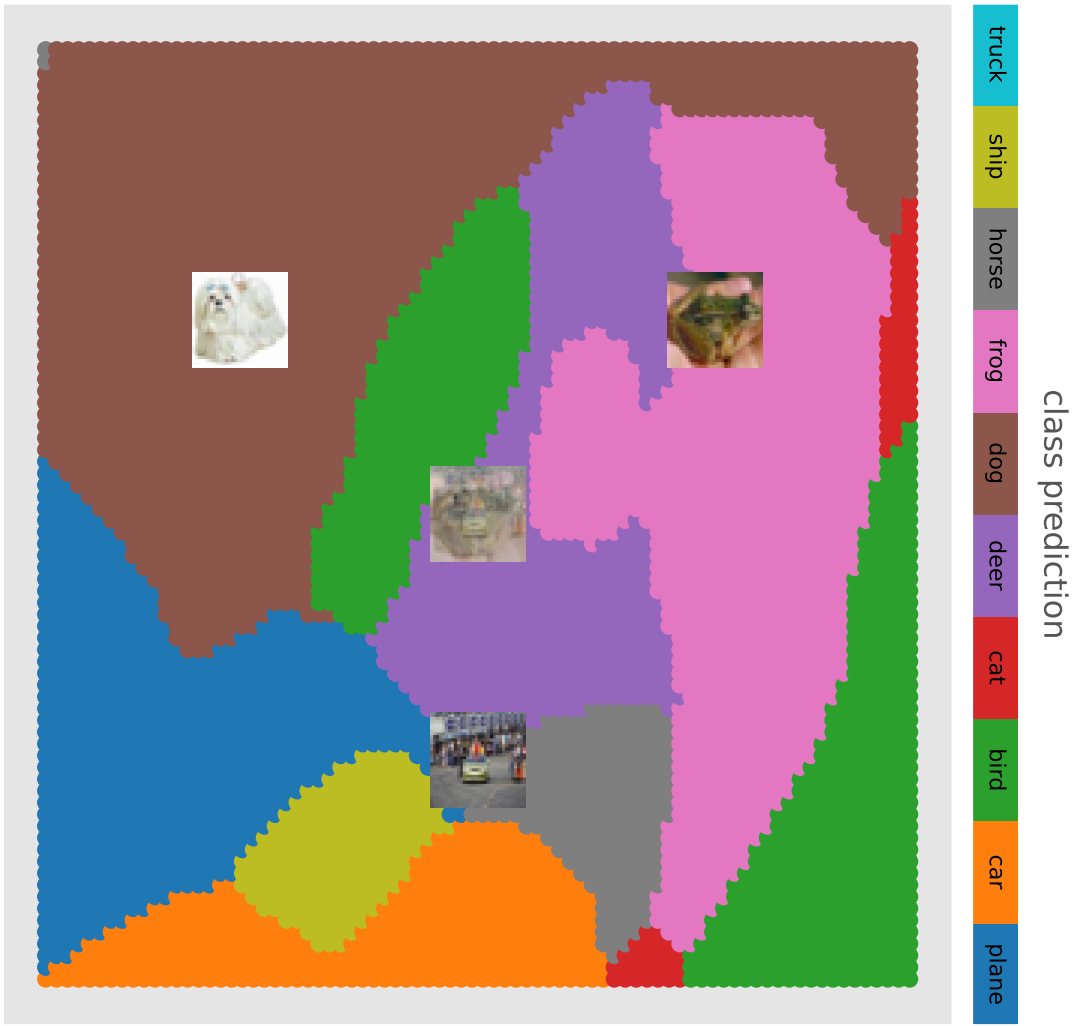 truck
ship
horse
frog
dog
deer
cat
bird
car
plane
class prediction